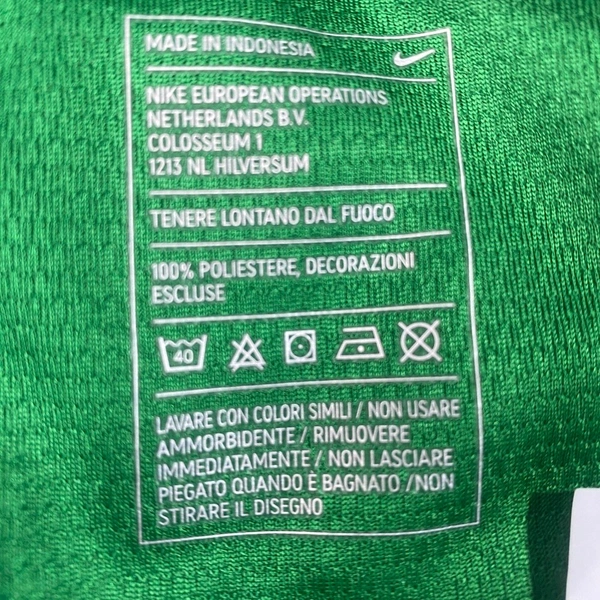 MADE IN INDONESIA
NIKE EUROPEAN OPERATIONS
NETHERLANDS B.V.
COLOSSEUM 1
1213 NL HILVERSUM
TENERE LONTANO DAL FUOCO
100% POLIESTERE, DECORAZIONI
ESCLUSE
40
LAVARE CON COLORI SIMILI / NON USARE
AMMORBIDENTE / RIMUOVERE
IMMEDIATAMENTE / NON LASCIARE
PIEGATO QUANDO È BAGNATO /NON
STIRARE IL DISEGNO